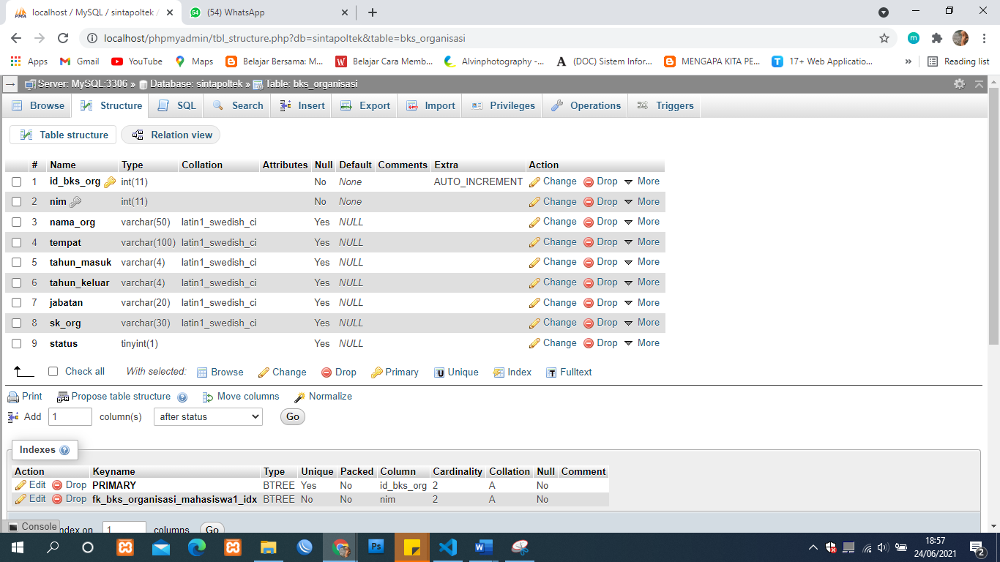 localhost / MySQL / sintapoltek /
(54) WhatsApp
localhost/phpmyadmin/tbl_structure.php?db=sintapoltek&table=bks_organisasi
Apps Gmail YouTube Maps Belajar Bersama: M... Belajar Cara Memb... Alvinphotography -... (DOC) Sistem Infor... MENGAPA KITA PE... 17+ Web Applicatio... » Reading list
Server: MySQL:3306 » Database: sintapoltek » Table: bks_organisasi
Browse Structure SQL Search Insert Export Import Privileges Operations Triggers
Table structure Relation view
# Name Type Collation Attributes Null Default Comments Extra Action
1 id_bks_org int(11) No None AUTO_INCREMENT Change Drop More
2 nim int(11) No None Change Drop More
3 nama_org varchar(50) latin1_swedish_ci Yes NULL Change Drop More
4 tempat varchar(100) latin1_swedish_ci Yes NULL Change Drop More
5 tahun_masuk varchar(4) latin1_swedish_ci Yes NULL Change Drop More
6 tahun_keluar varchar(4) latin1_swedish_ci Yes NULL Change Drop More
7 jabatan varchar(20) latin1_swedish_ci Yes NULL Change Drop More
8 sk_org varchar(30) latin1_swedish_ci Yes NULL Change Drop More
9 status tinyint(1) Yes NULL Change Drop More
Check all With selected: Browse Change Drop Primary Unique Index Fulltext
Print Propose table structure Move columns Normalize
Add 1 column(s) after status Go
Indexes
Action Keyname Type Unique Packed Column Cardinality Collation Null Comment
Edit Drop PRIMARY BTREE Yes No id_bks_org 2 A No
Edit Drop fk_bks_organisasi_mahasiswa1_idx BTREE No No nim 2 A No
Console ndex on 1 columns Go
18:57
24/06/2021
2